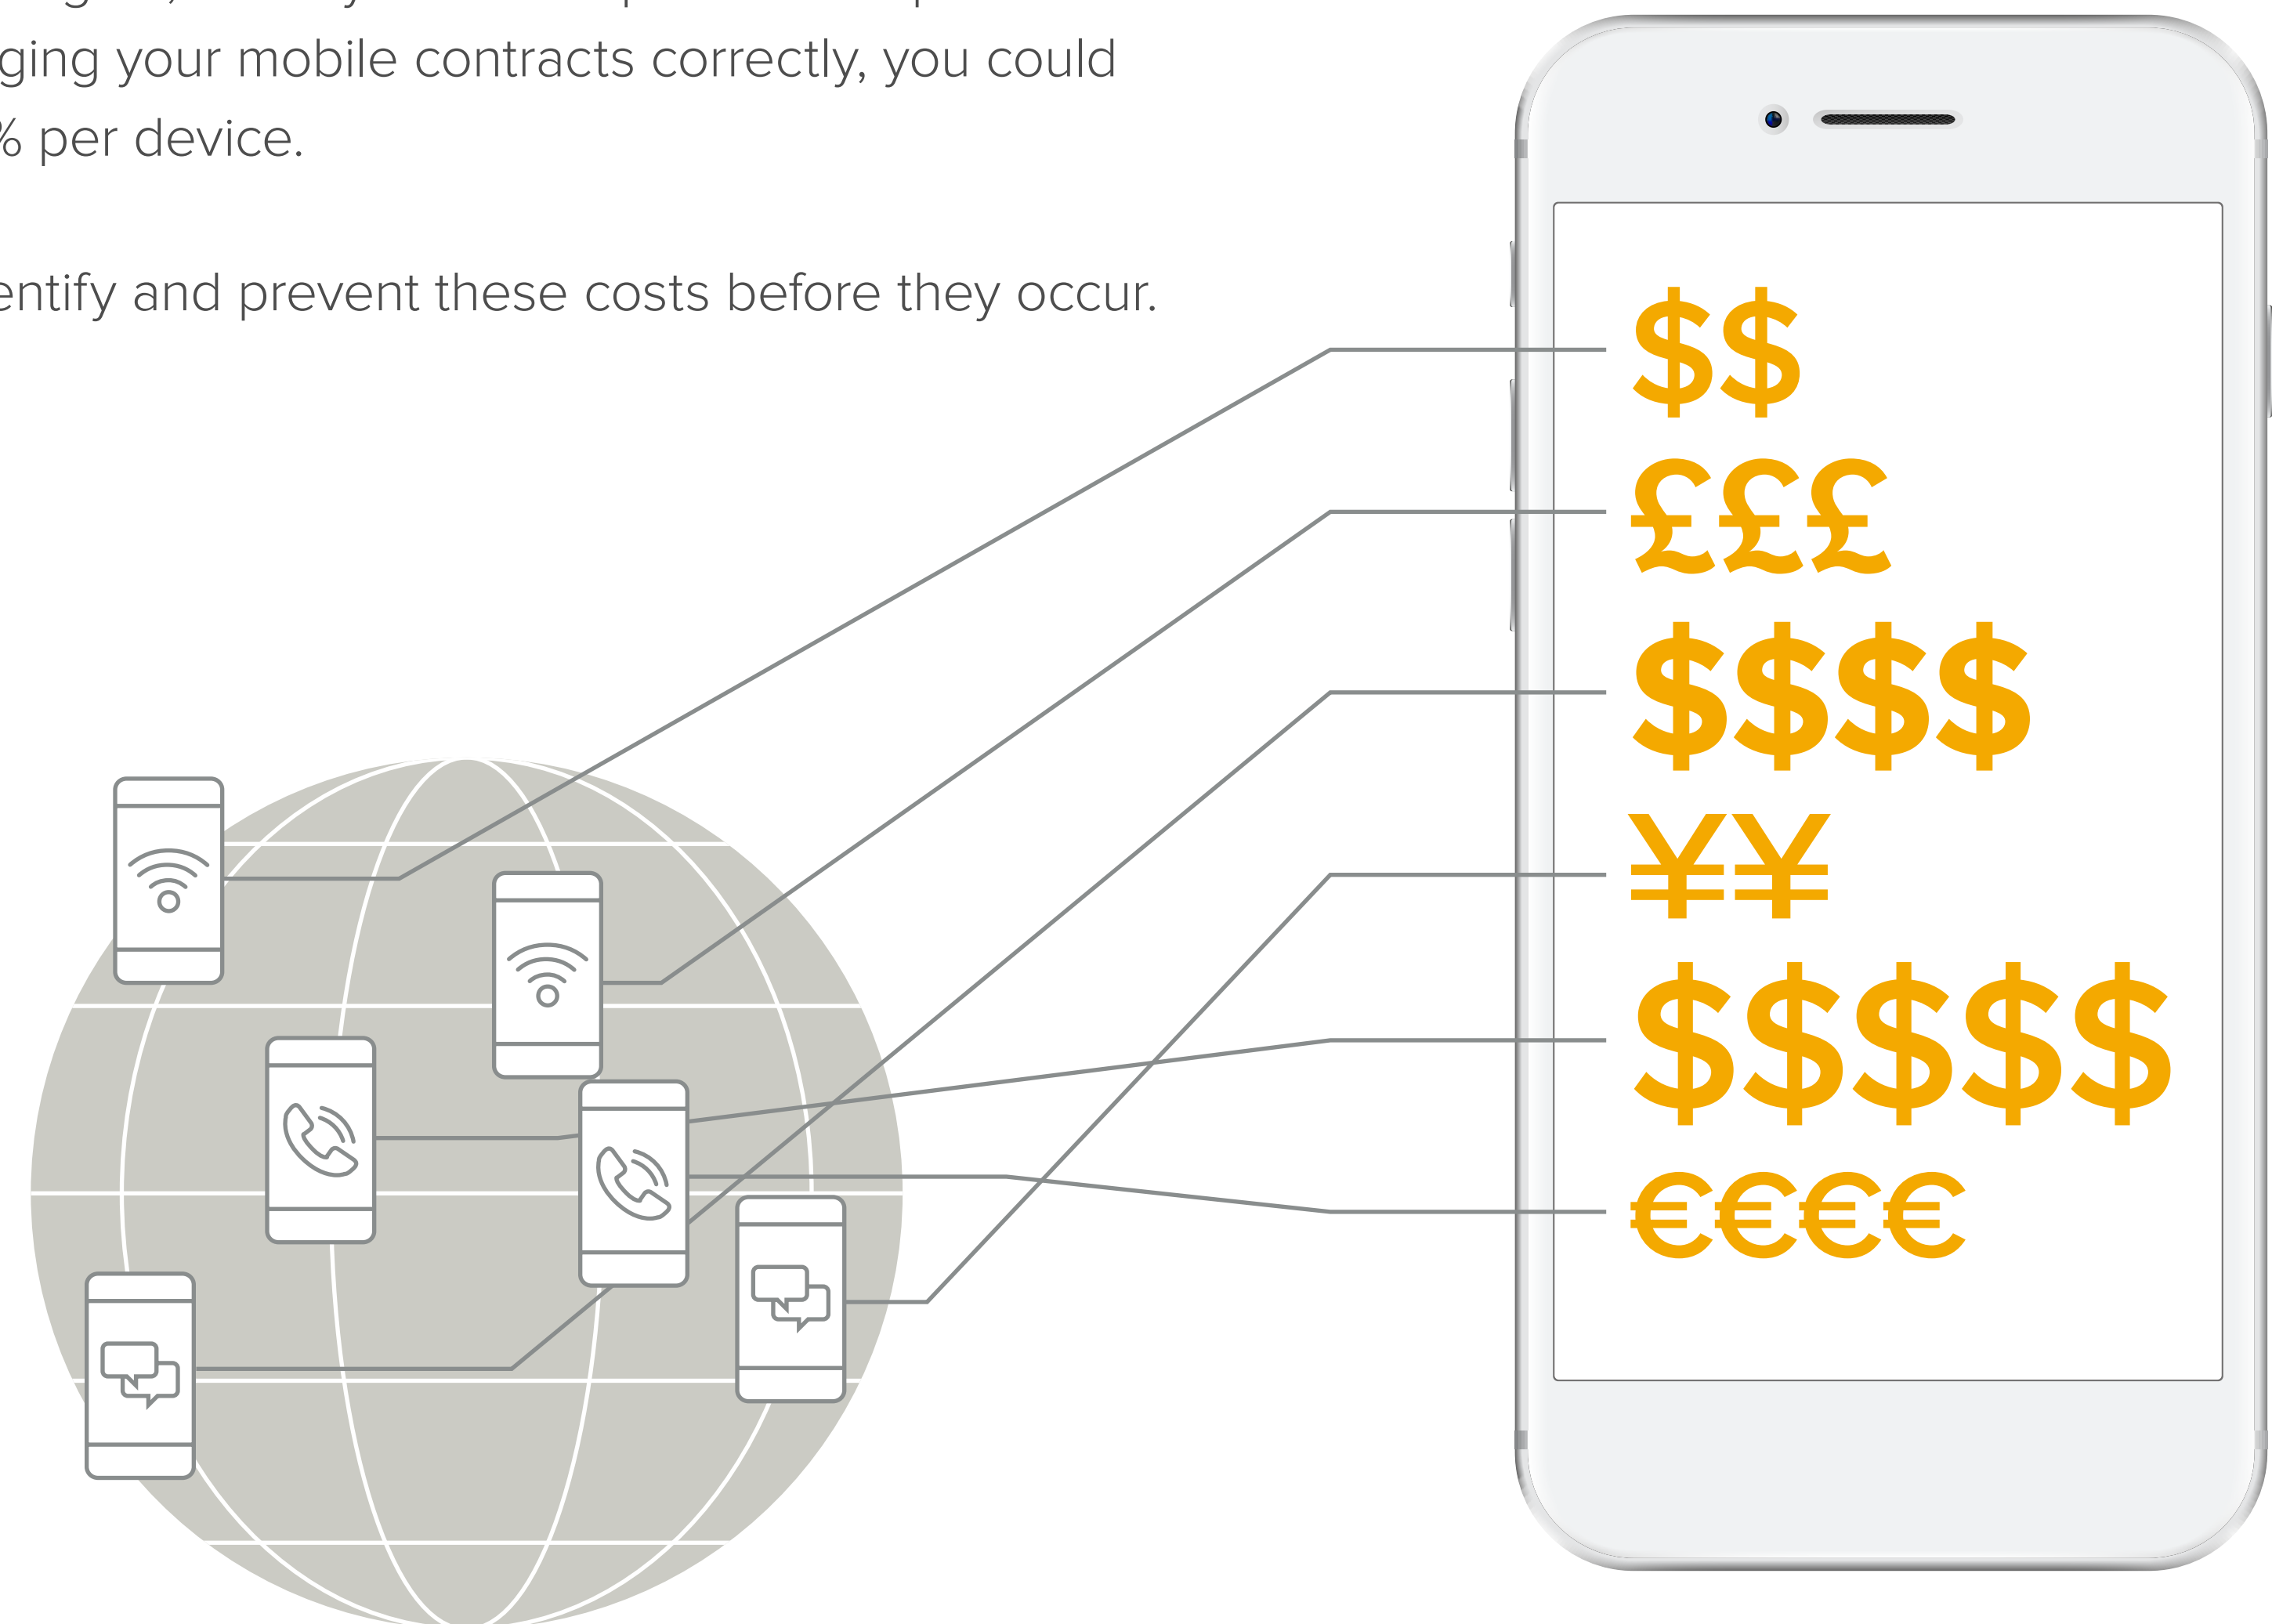 ging your mobile contracts correctly, you could
% per device.
entify and prevent these costs before they occur.
$$
£££
$$$$
¥¥
$$$$$
€€€€